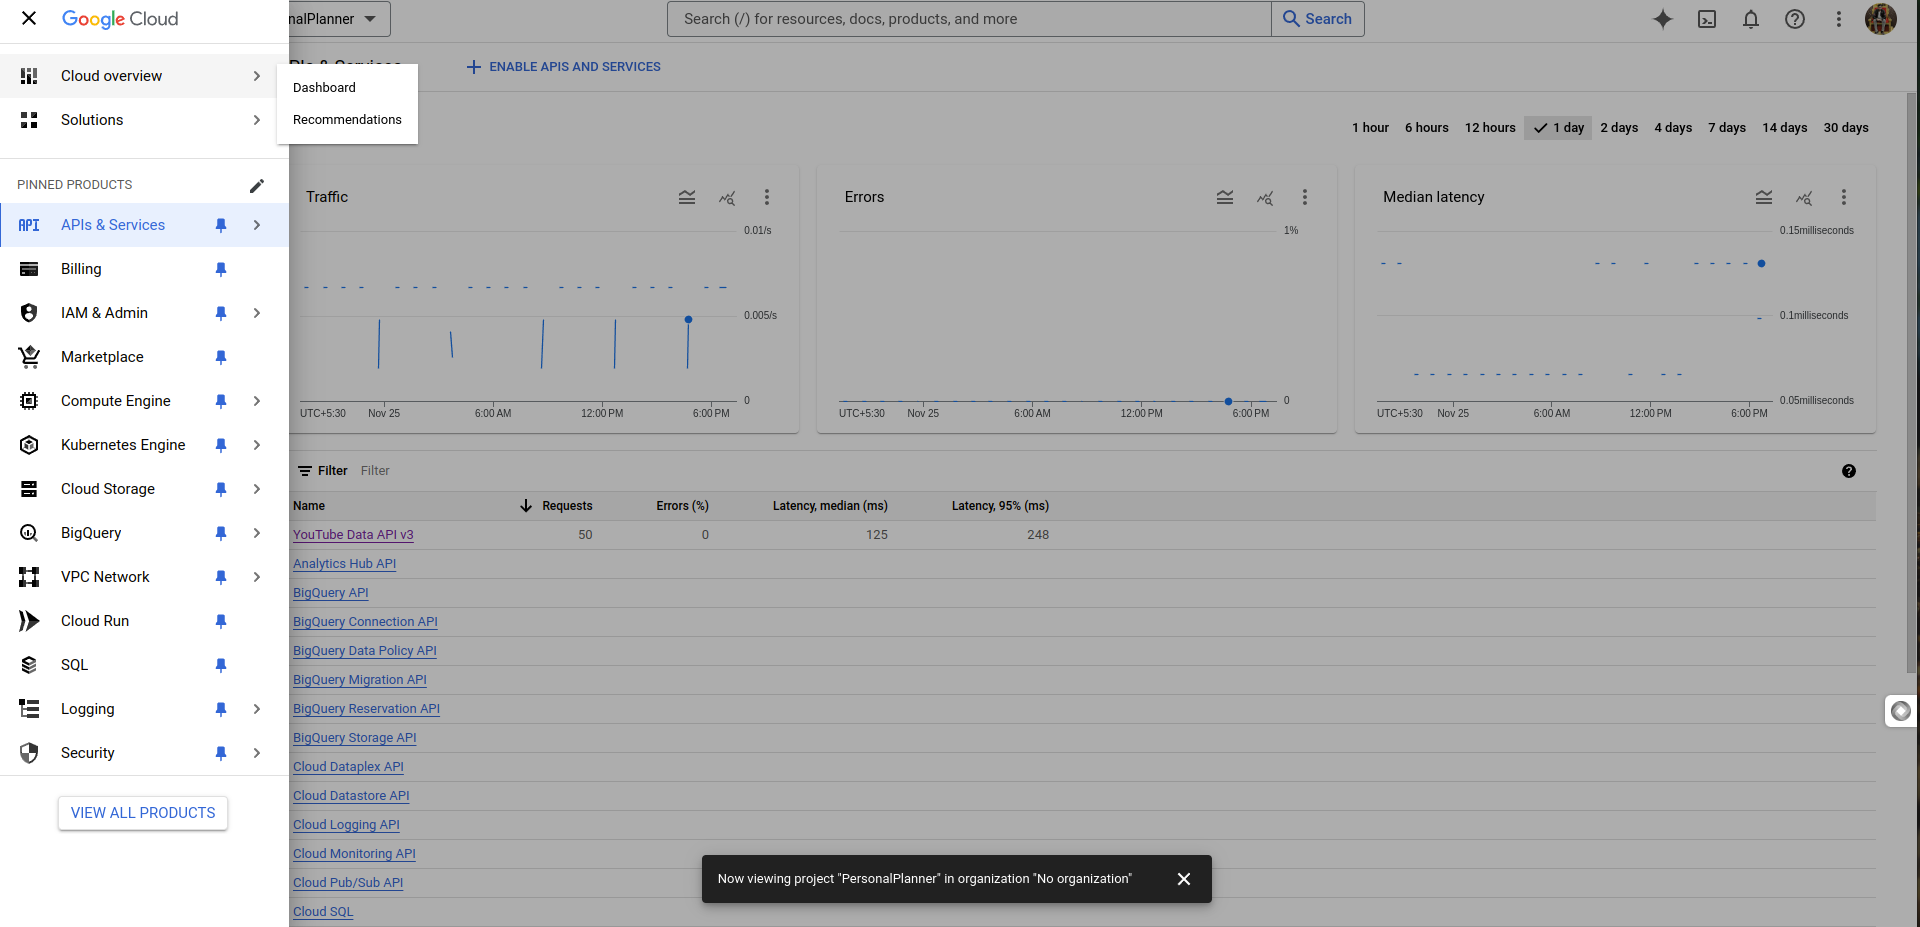 Google Cloud
nalPlanner
Search (/) for resources, docs, products, and more
Search
Cloud overview
Solutions
Dashboard
Recommendations
ENABLE APIS AND SERVICES
1 hour 6 hours 12 hours 1 day 2 days 4 days 7 days 14 days 30 days
PINNED PRODUCTS
API APIs & Services
Billing
IAM & Admin
Marketplace
Compute Engine
Kubernetes Engine
Cloud Storage
BigQuery
VPC Network
Cloud Run
SQL
Logging
Security
VIEW ALL PRODUCTS
Traffic
0.01/s
0.005/s
0
UTC+5:30 Nov 25 6:00 AM 12:00 PM 6:00 PM
Errors
1%
0
UTC+5:30 Nov 25 6:00 AM 12:00 PM 6:00 PM
Median latency
0.15milliseconds
0.1milliseconds
0.05milliseconds
UTC+5:30 Nov 25 6:00 AM 12:00 PM 6:00 PM
Filter Filter
Name Requests Errors (%) Latency, median (ms) Latency, 95% (ms)
YouTube Data API v3 50 0 125 248
Analytics Hub API
BigQuery API
BigQuery Connection API
BigQuery Data Policy API
BigQuery Migration API
BigQuery Reservation API
BigQuery Storage API
Cloud Dataplex API
Cloud Datastore API
Cloud Logging API
Cloud Monitoring API
Cloud Pub/Sub API
Cloud SQL
Now viewing project "PersonalPlanner" in organization "No organization"